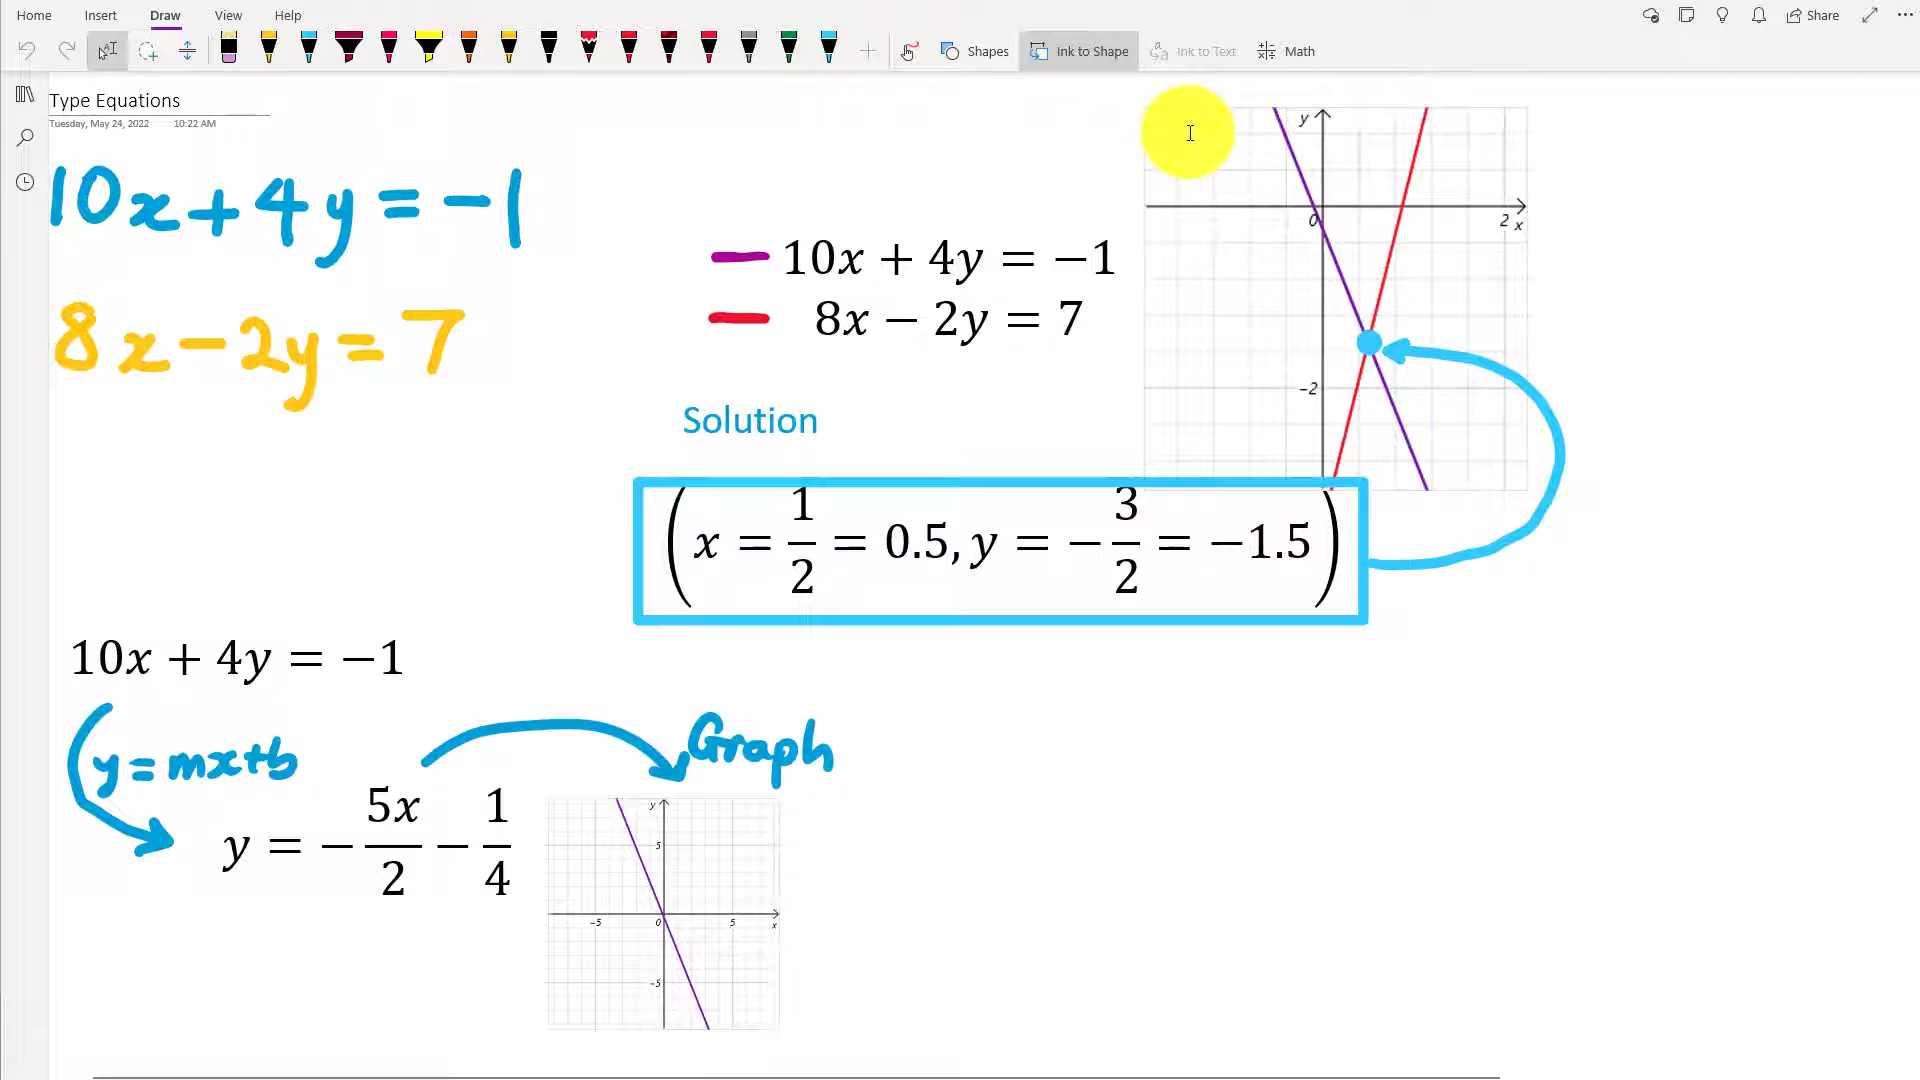 Home Insert Draw View Help Share
Shapes Ink to Shape Ink to Text Math
Type Equations
Tuesday, May 24, 2022 10:22 AM
10x+4y=-1
8x-2y=7
10x + 4y = −1
8x − 2y = 7
y
0
2 x
−2
Solution
(x = 1/2 = 0.5, y = −3/2 = −1.5)
10x + 4y = −1
y=mx+b
Graph
y = −5x/2 − 1/4
y
5
−5 0 5 x
−5